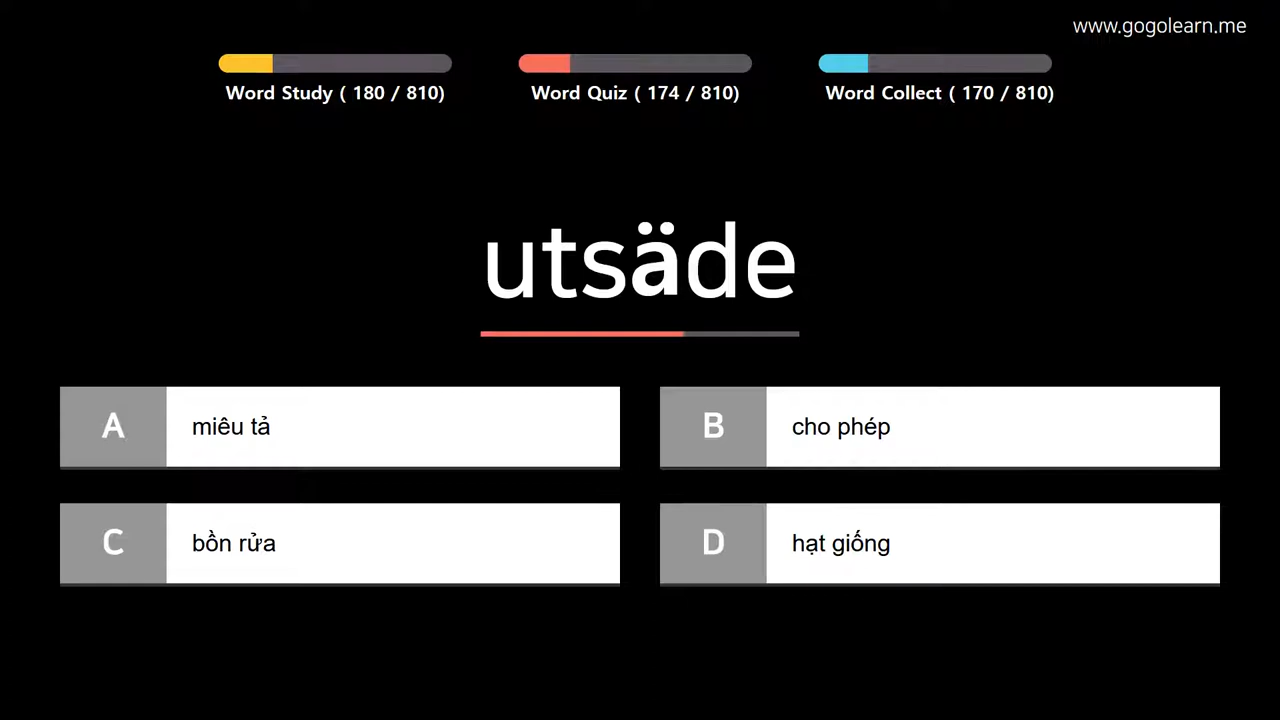 www.gogolearn.me
Word Study ( 180 / 810)
Word Quiz ( 174 / 810)
Word Collect ( 170 / 810)
utsäde
A miêu tả
B cho phép
C bồn rửa
D hạt giống